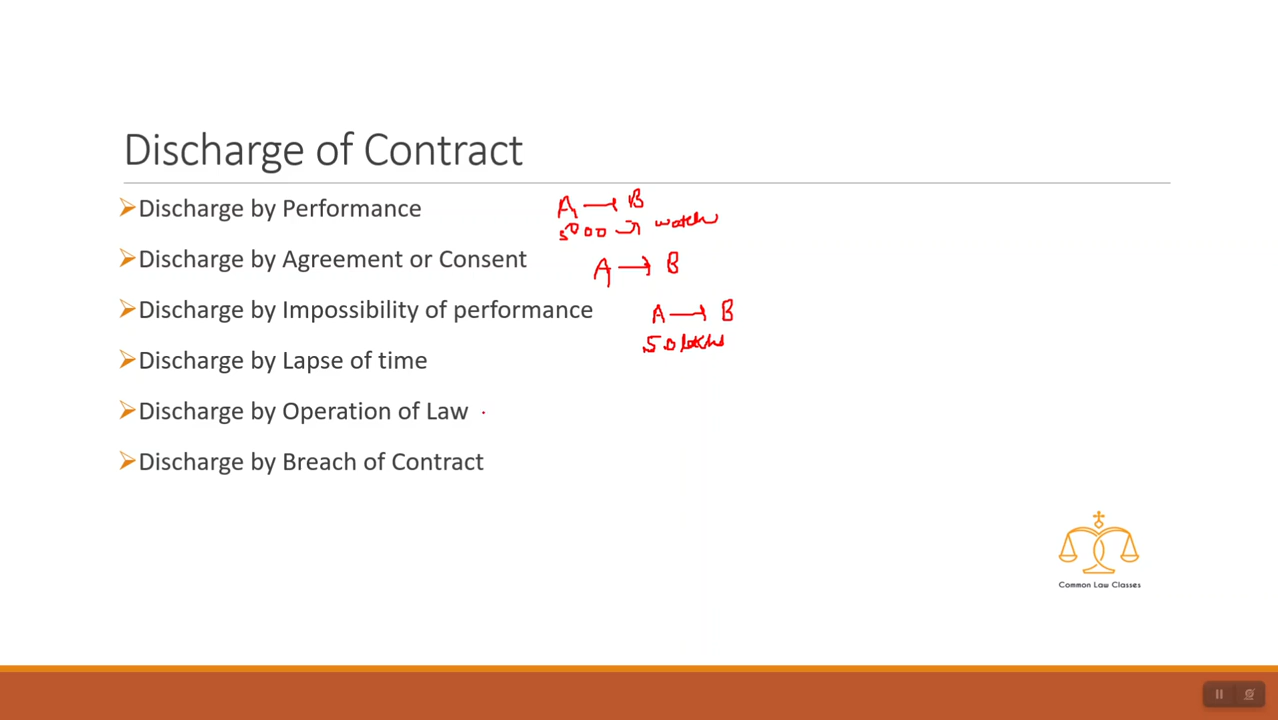 Discharge of Contract
Discharge by Performance
A → B
5000 watch
Discharge by Agreement or Consent
A → B
Discharge by Impossibility of performance
A → B
50 lakhs
Discharge by Lapse of time
Discharge by Operation of Law
Discharge by Breach of Contract
Common Law Classes